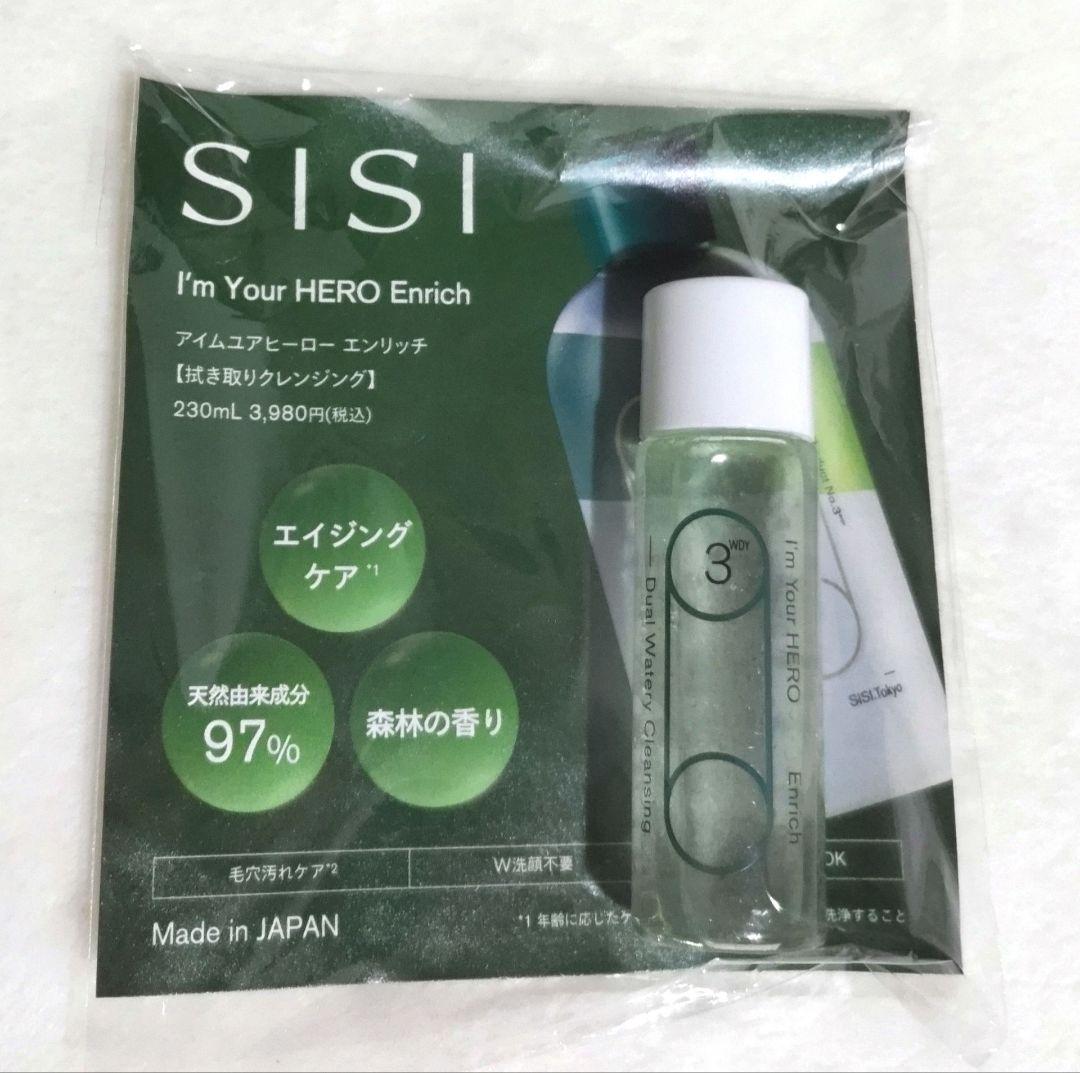 SISI
I'm Your HERO Enrich
アイムユアヒーロー エンリッチ
【拭き取りクレンジング】
230mL 3,980円(税込)
エイジング
ケア*1
天然由来成分
97%
森林の香り
毛穴汚れケア*2
W洗顔不要
OK
*1 年齢に応じたケ
洗浄すること
Made in JAPAN
3WDY
I'm Your HERO Enrich
— Dual Watery Cleansing
No.3
SISI.Tokyo